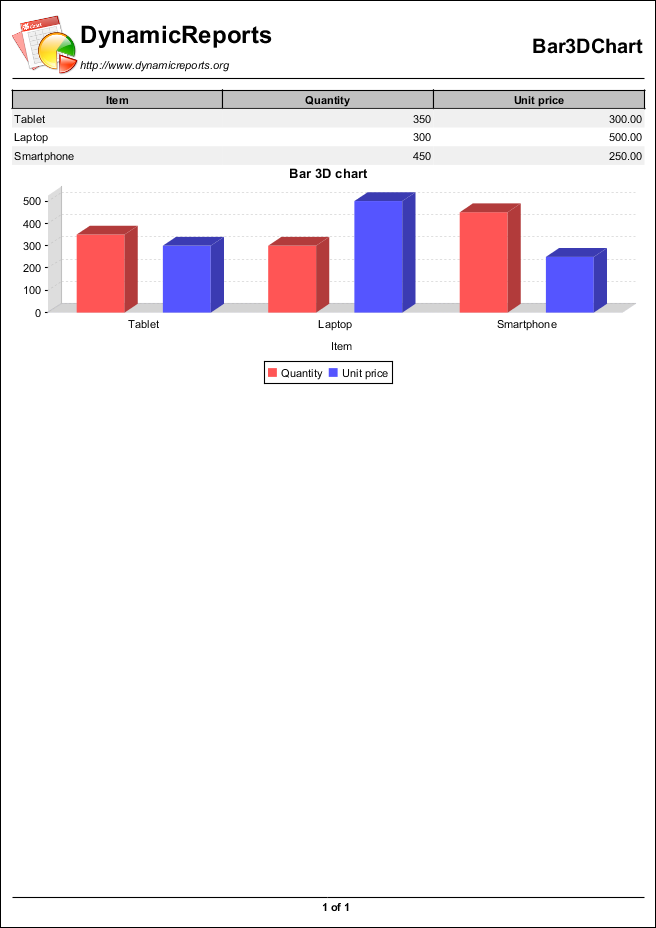 DynamicReports
http://www.dynamicreports.org
Bar3DChart
Item Quantity Unit price
Tablet 350 300.00
Laptop 300 500.00
Smartphone 450 250.00
Bar 3D chart
500
400
300
200
100
0
Tablet Laptop Smartphone
Item
Quantity Unit price
1 of 1